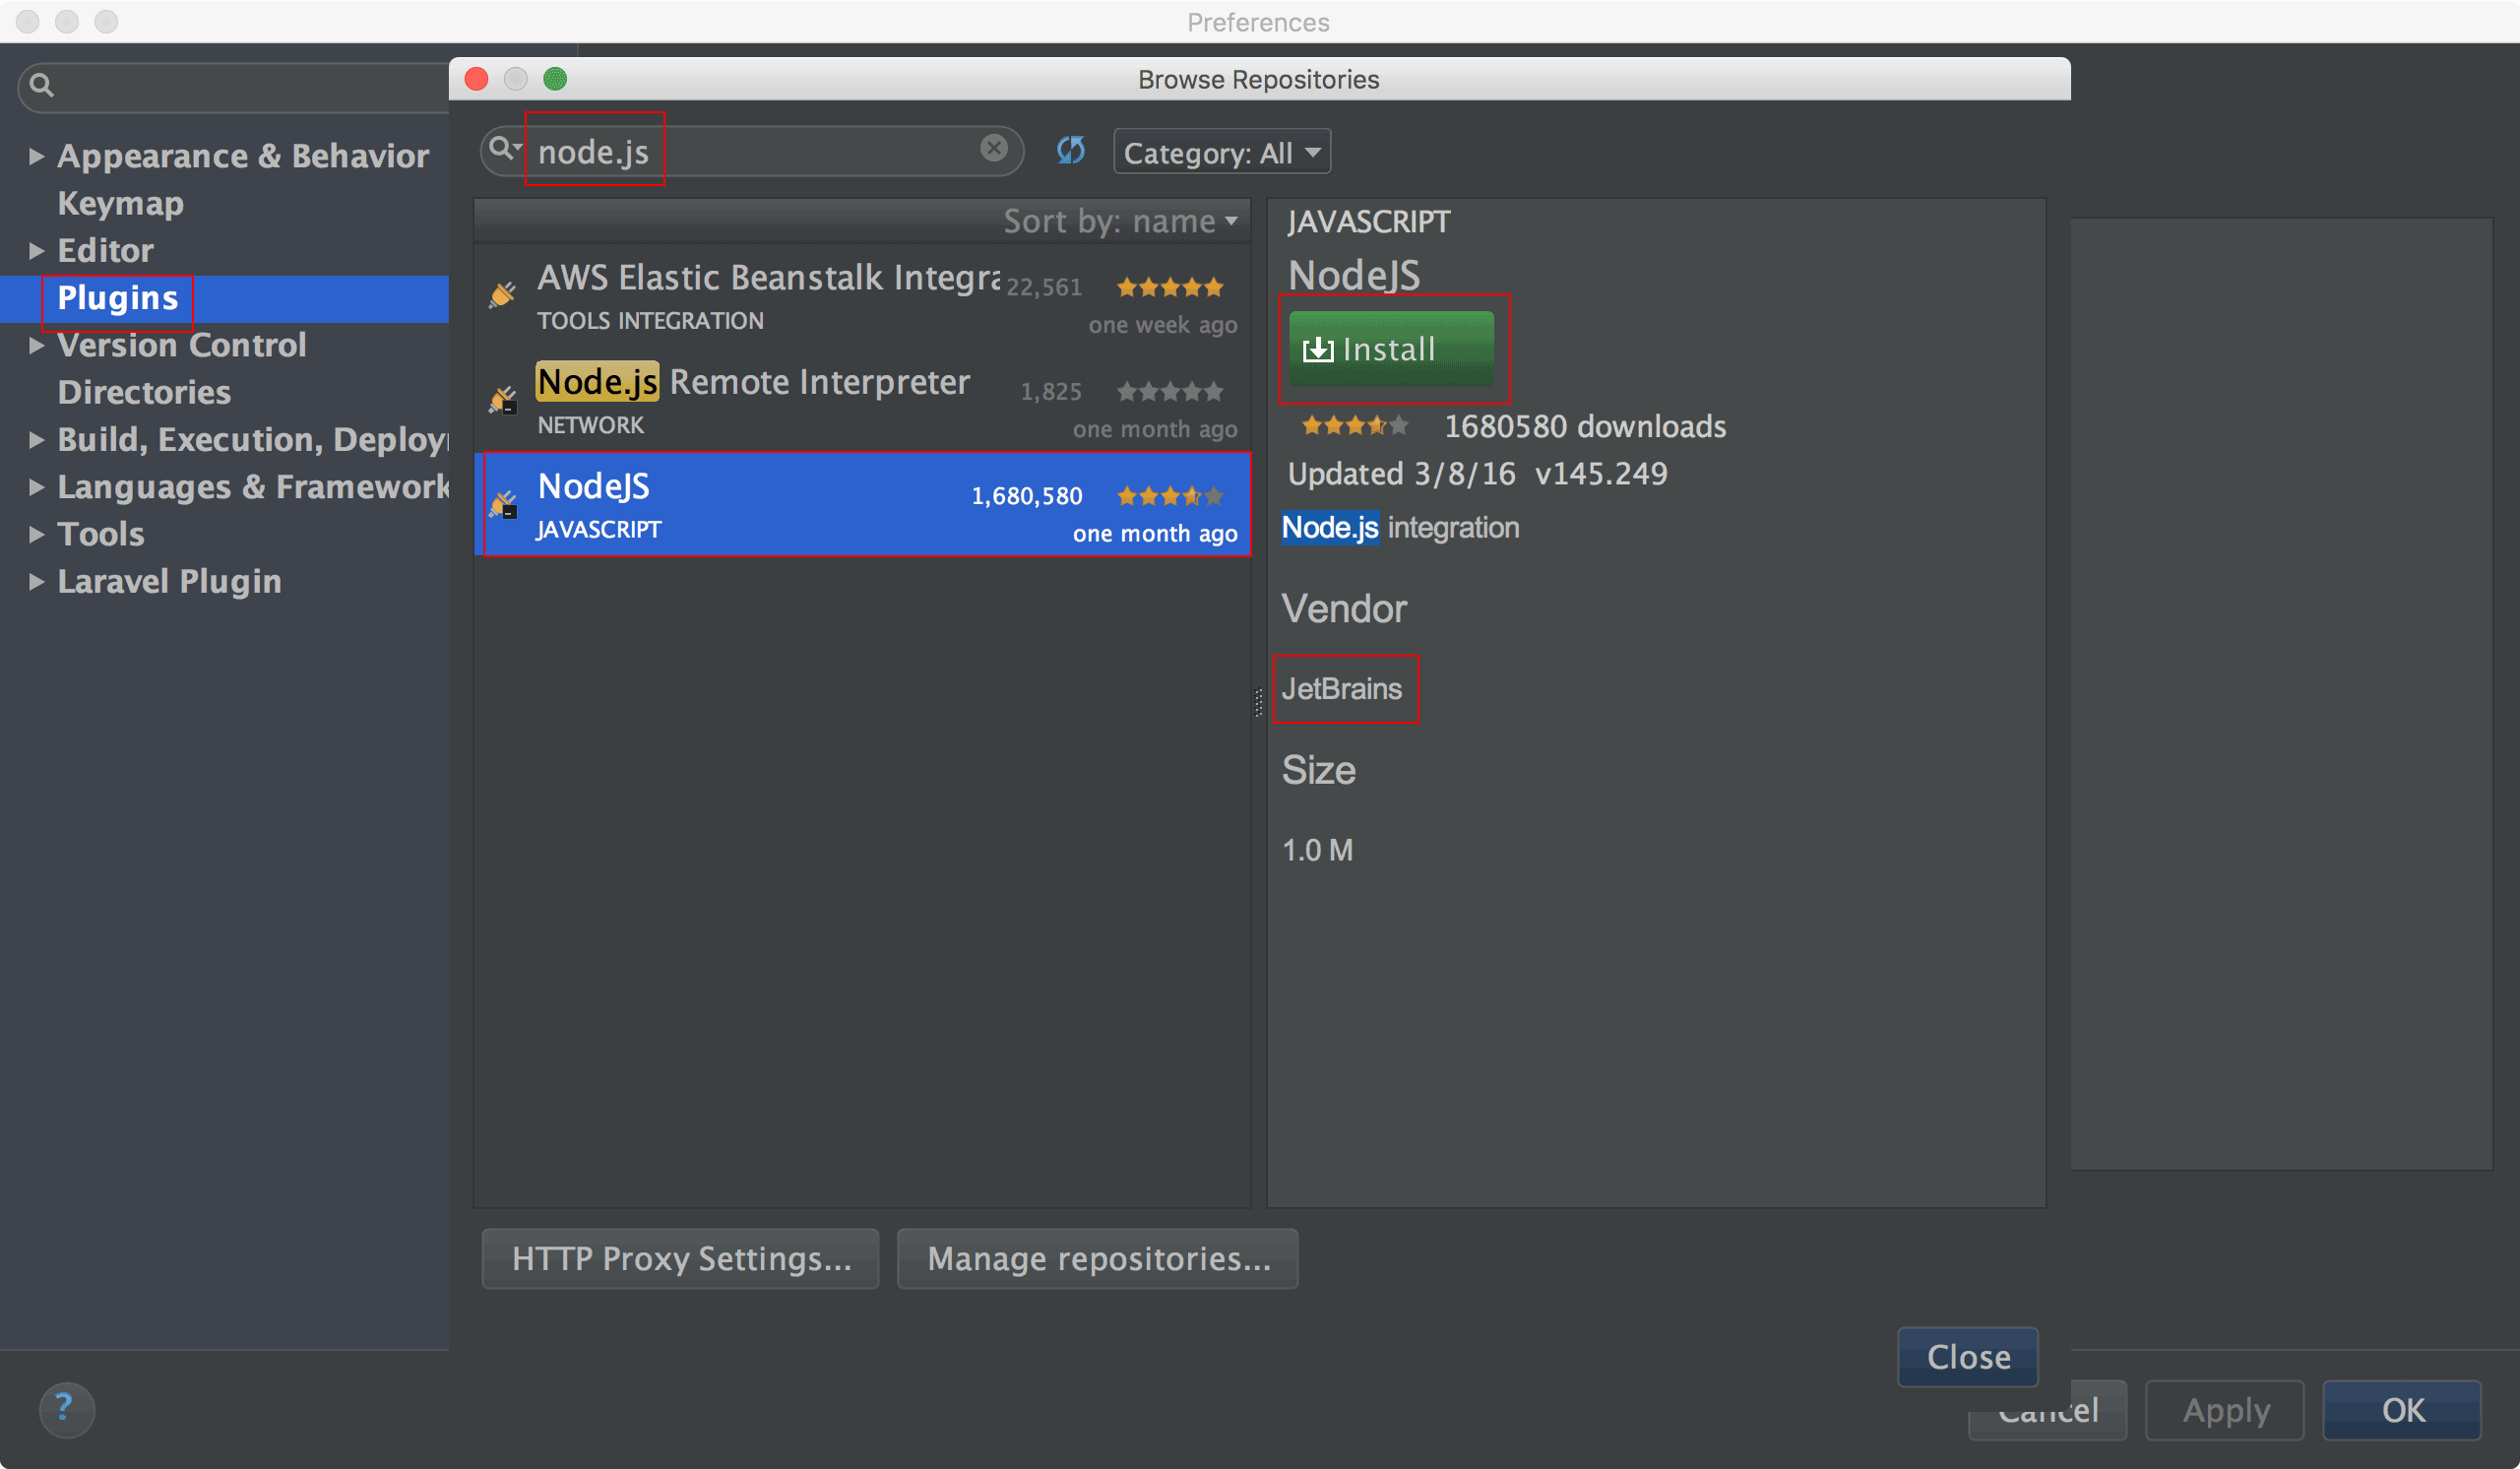 Preferences
Browse Repositories
node.js
Category: All
Appearance & Behavior
Keymap
Editor
Plugins
Version Control
Directories
Build, Execution, Deploy
Languages & Framework
Tools
Laravel Plugin
Sort by: name
AWS Elastic Beanstalk Integra 22,561
TOOLS INTEGRATION one week ago
Node.js Remote Interpreter 1,825
NETWORK one month ago
NodeJS 1,680,580
JAVASCRIPT one month ago
JAVASCRIPT
NodeJS
Install
1680580 downloads
Updated 3/8/16 v145.249
Node.js integration
Vendor
JetBrains
Size
1.0 M
HTTP Proxy Settings...
Manage repositories...
Close
?
Cancel
Apply
OK